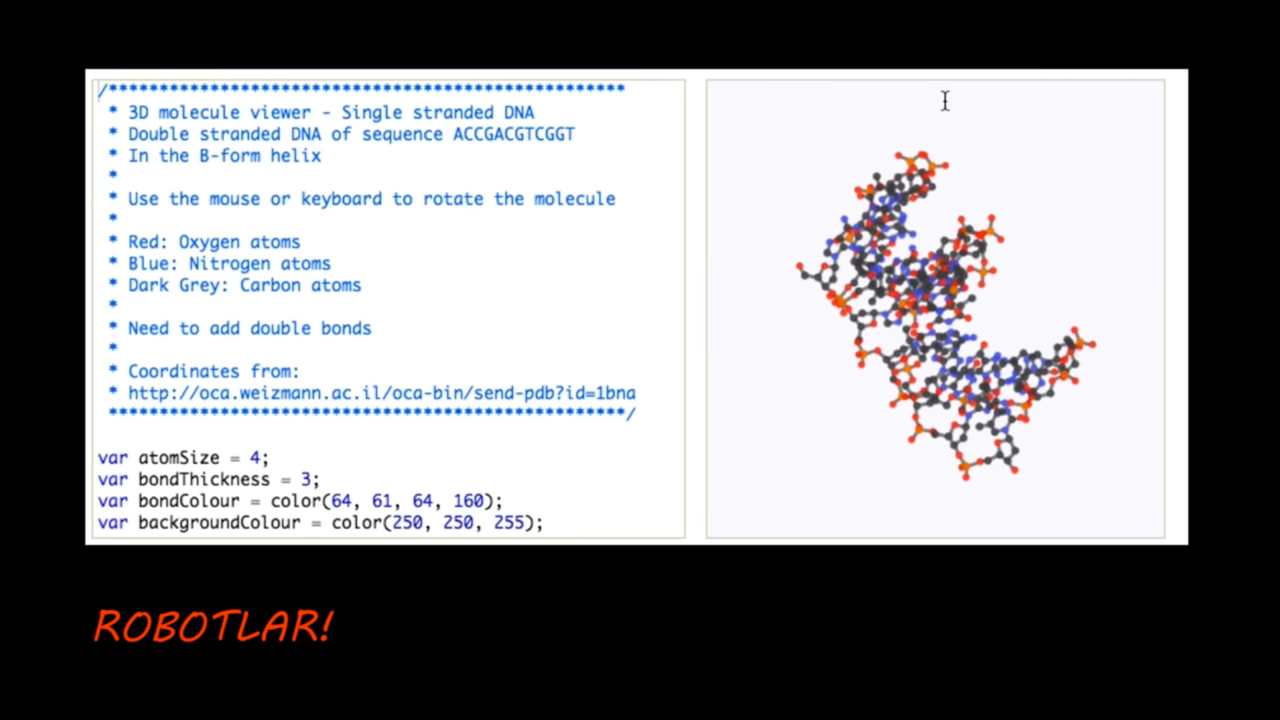 /***************************************************
* 3D molecule viewer - Single stranded DNA
* Double stranded DNA of sequence ACCGACGTCGGT
* In the B-form helix
*
* Use the mouse or keyboard to rotate the molecule
*
* Red: Oxygen atoms
* Blue: Nitrogen atoms
* Dark Grey: Carbon atoms
*
* Need to add double bonds
*
* Coordinates from:
* http://oca.weizmann.ac.il/oca-bin/send-pdb?id=1bna
***************************************************/
var atomSize = 4;
var bondThickness = 3;
var bondColour = color(64, 61, 64, 160);
var backgroundColour = color(250, 250, 255);
ROBOTLAR!